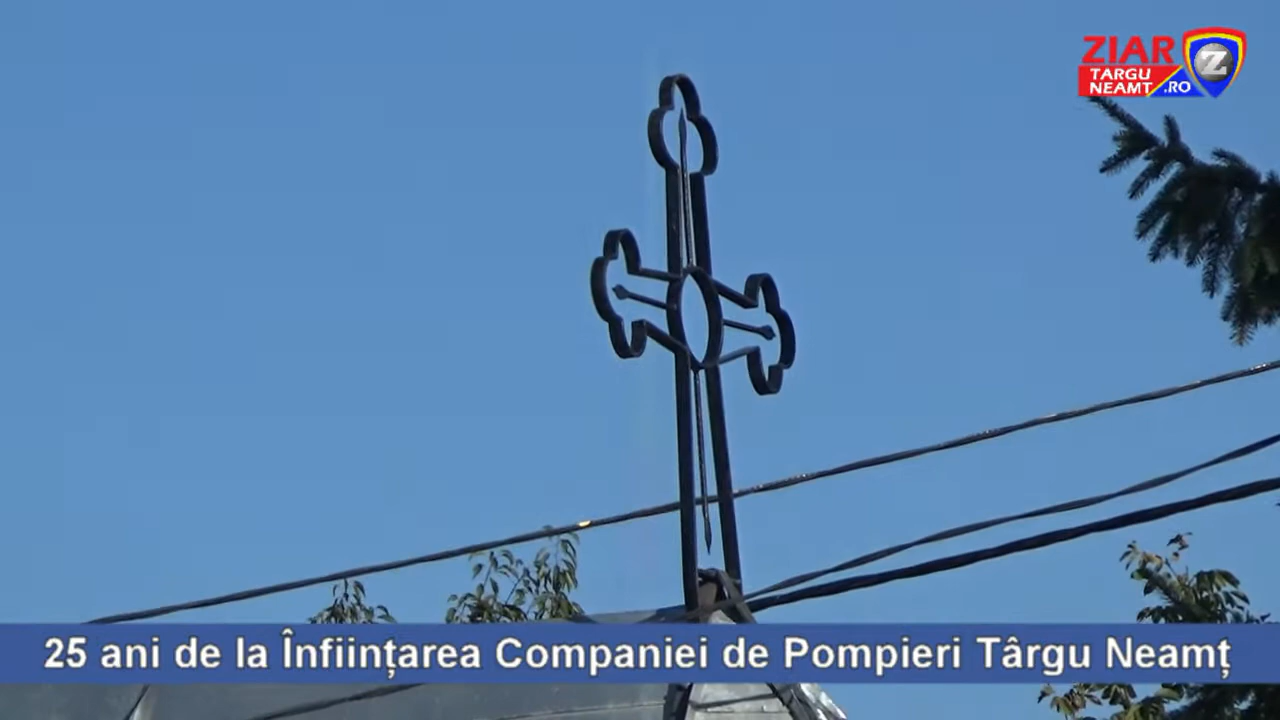 ZIAR
TARGU
NEAMT .RO
Z
25 ani de la Înființarea Companiei de Pompieri Târgu Neamț